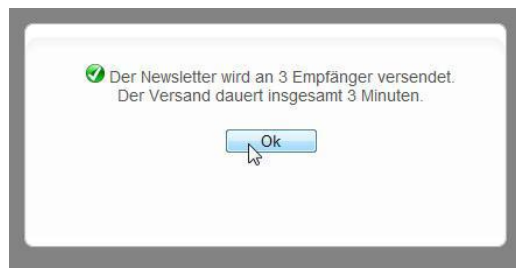 Der Newsletter wird an 3 Empfänger versendet.
Der Versand dauert insgesamt 3 Minuten.
Ok